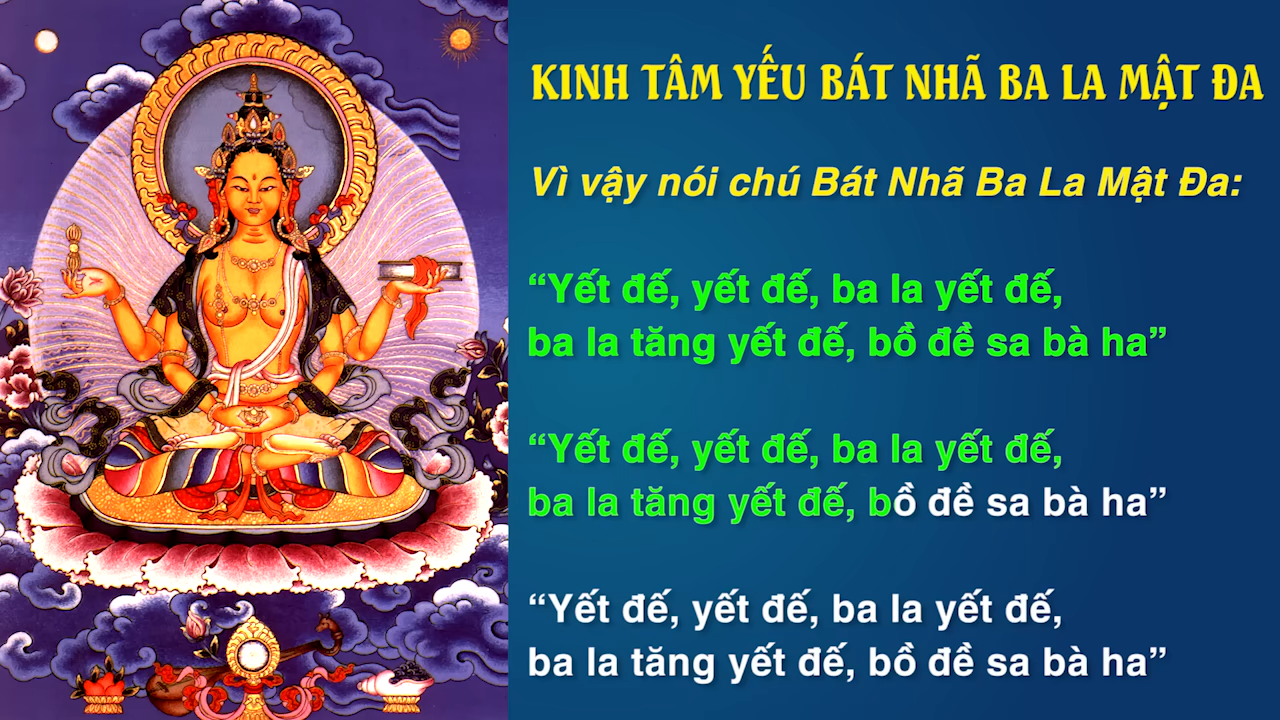 KINH TÂM YẾU BÁT NHÃ BA LA MẬT ĐA
Vì vậy nói chú Bát Nhã Ba La Mật Đa:
“Yết đế, yết đế, ba la yết đế,
ba la tăng yết đế, bồ đề sa bà ha”
“Yết đế, yết đế, ba la yết đế,
ba la tăng yết đế, bồ đề sa bà ha”
“Yết đế, yết đế, ba la yết đế,
ba la tăng yết đế, bồ đề sa bà ha”